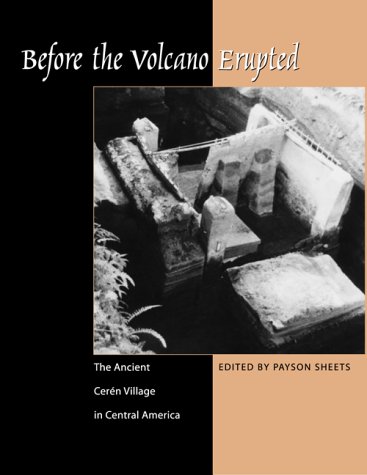 Before the Volcano Erupted
The Ancient
Cerén Village
in Central America
EDITED BY PAYSON SHEETS